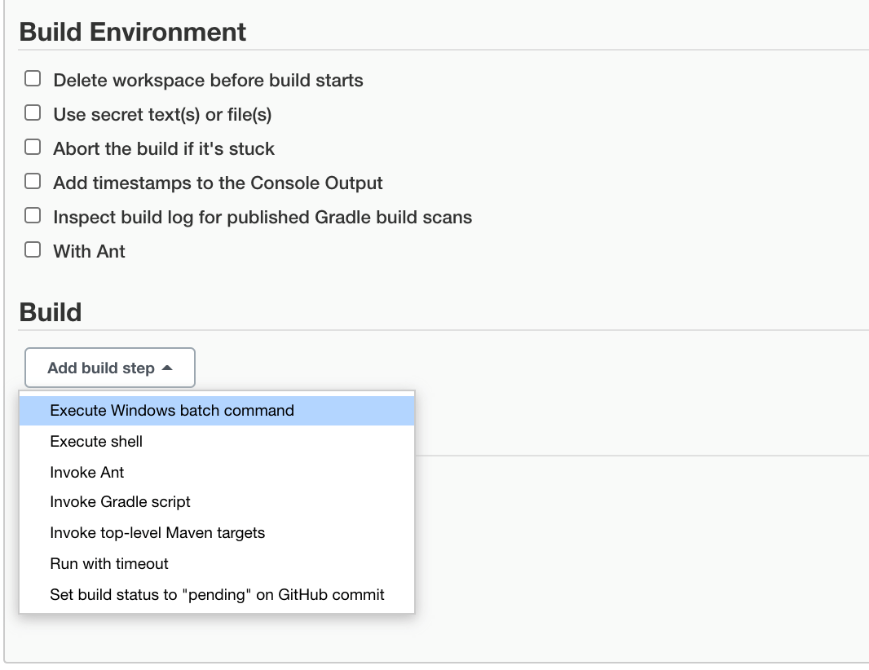 Build Environment
Delete workspace before build starts
Use secret text(s) or file(s)
Abort the build if it's stuck
Add timestamps to the Console Output
Inspect build log for published Gradle build scans
With Ant
Build
Add build step
Execute Windows batch command
Execute shell
Invoke Ant
Invoke Gradle script
Invoke top-level Maven targets
Run with timeout
Set build status to "pending" on GitHub commit